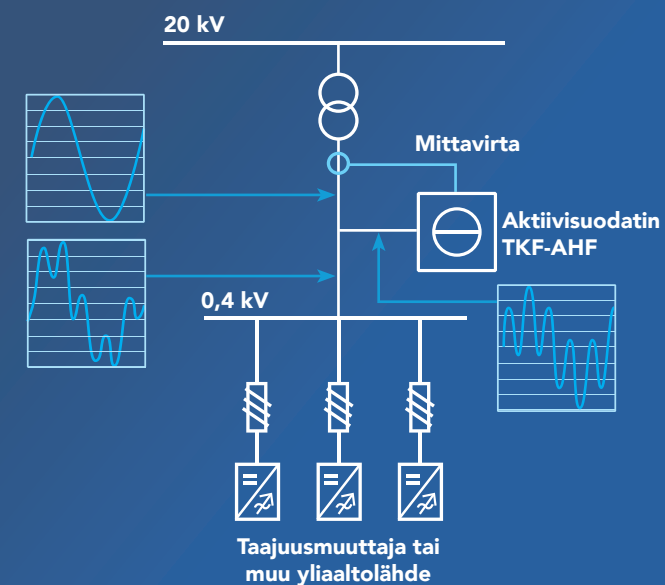 20 kV
Mittavirta
Aktiivisuodatin
TKF-AHF
0,4 kV
Taajuusmuuttaja tai
muu yliaaltolähde